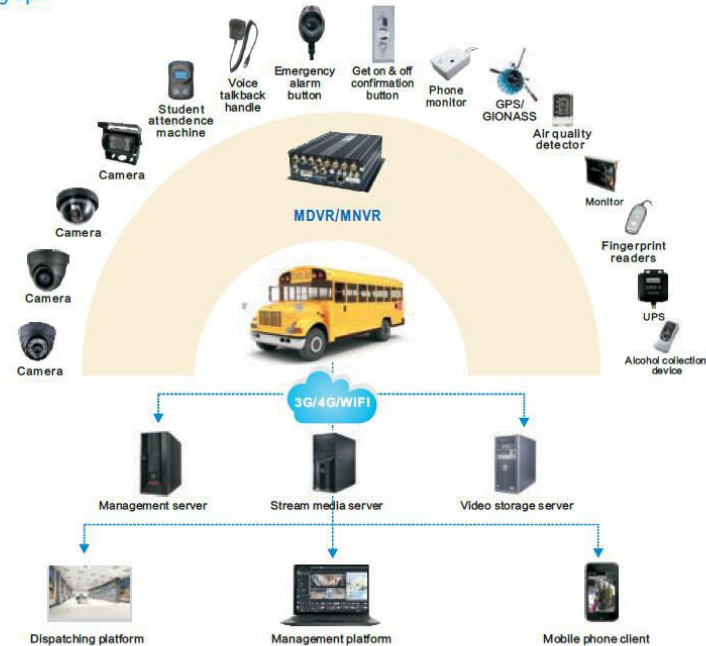 Emergency
alarm
button
Get on & off
confirmation
button
Voice
talkback
handle
Phone
monitor
GPS/
GIONASS
Student
attendence
machine
Air quality
detector
Camera
Monitor
MDVR/MNVR
Camera
Fingerprint
readers
Camera
UPS
Camera
Alcohol collection
device
3G/4G/WIFI
Management server
Stream media server
Video storage server
Dispatching platform
Management platform
Mobile phone client